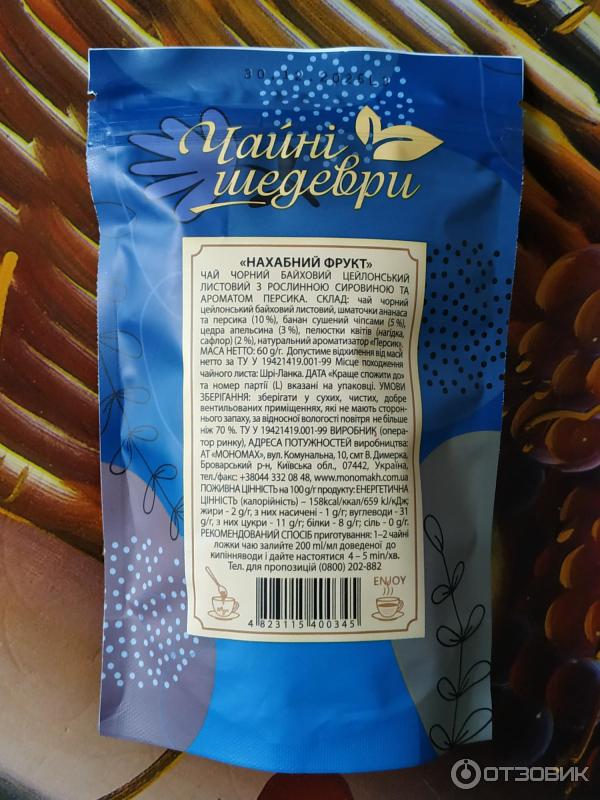 Чайні
шедеври
«НАХАБНИЙ ФРУКТ»
ЧАЙ ЧОРНИЙ БАЙХОВИЙ ЦЕЙЛОНСЬКИЙ
ЛИСТОВИЙ З РОСЛИННОЮ СИРОВИНОЮ ТА
АРОМАТОМ ПЕРСИКА. СКЛАД: чай чорний
цейлонський байховий листовий, шматочки ананаса
та персика (10 %), банан сушений чіпсами (5 %),
цедра апельсина (3 %), пелюстки квітів (нагідка,
сафлор) (2 %), натуральний ароматизатор «Персик».
МАСА НЕТТО: 60 g/г. Допустиме відхилення від маси
нетто за ТУ У 19421419.001-99 Місце походження
чайного листа: Шрі-Ланка. ДАТА «Краще спожити до»
та номер партії (L) вказані на упаковці. УМОВИ
ЗБЕРІГАННЯ: зберігати у сухих, чистих, добре
вентильованих приміщеннях, які не мають сторон-
нього запаху, за відносної вологості повітря не більше
ніж 70 %. ТУ У 19421419.001-99 ВИРОБНИК (опера-
тор ринку), АДРЕСА ПОТУЖНОСТЕЙ виробництва:
АТ «МОНОМАХ», вул. Комунальна, 10, смт В. Димерка,
Броварський р-н, Київська обл., 07442, Україна,
тел./факс: +38044 332 08 48, www.monomakh.com.ua
ПОЖИВНА ЦІННІСТЬ на 100 g/г продукту: ЕНЕРГЕТИЧНА
ЦІННІСТЬ (калорійність) – 158kcal/ккал/659 kJ/кДж;
жири - 2 g/г, з них насичені - 1 g/г; вуглеводи - 31
g/г, з них цукри - 11 g/г; білки - 8 g/г; сіль - 0 g/г.
РЕКОМЕНДОВАНИЙ СПОСІБ приготування: 1–2 чайні
ложки чаю залийте 200 ml/мл доведеної до
кипінняводи і дайте настоятися 4 – 5 min/хв.
Тел. для пропозицій (0800) 202-882
ENJOY
4 823115 400345
ОТЗОВИК